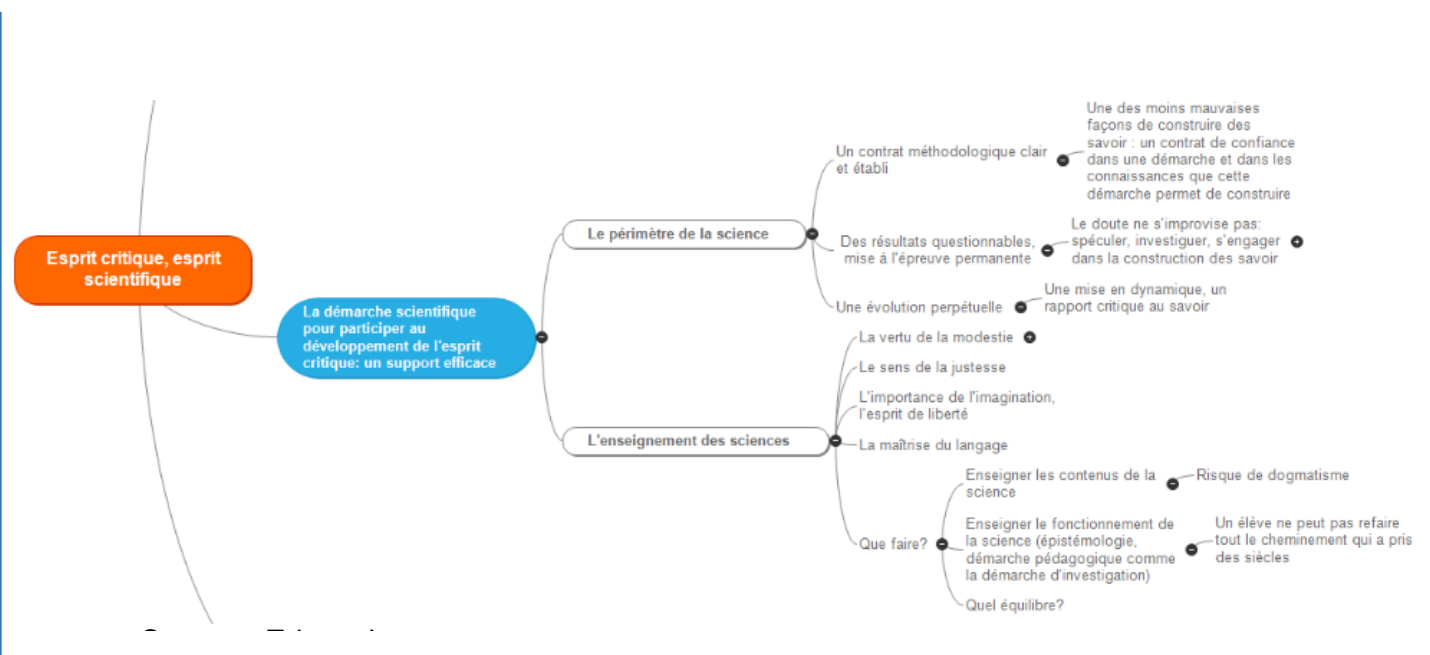 Esprit critique, esprit
scientifique
La démarche scientifique
pour participer au
développement de l'esprit
critique: un support efficace
Le périmètre de la science
Un contrat méthodologique clair
et établi
Une des moins mauvaises
façons de construire des
savoir : un contrat de confiance
dans une démarche et dans les
connaissances que cette
démarche permet de construire
Des résultats questionnables,
mise à l'épreuve permanente
Le doute ne s'improvise pas:
spéculer, investiguer, s'engager
dans la construction des savoir
Une évolution perpétuelle
Une mise en dynamique, un
rapport critique au savoir
L'enseignement des sciences
La vertu de la modestie
Le sens de la justesse
L'importance de l'imagination,
l'esprit de liberté
La maîtrise du langage
Que faire?
Enseigner les contenus de la
science
Risque de dogmatisme
Enseigner le fonctionnement de
la science (épistémologie,
démarche pédagogique comme
la démarche d'investigation)
Un élève ne peut pas refaire
tout le cheminement qui a pris
des siècles
Quel équilibre?